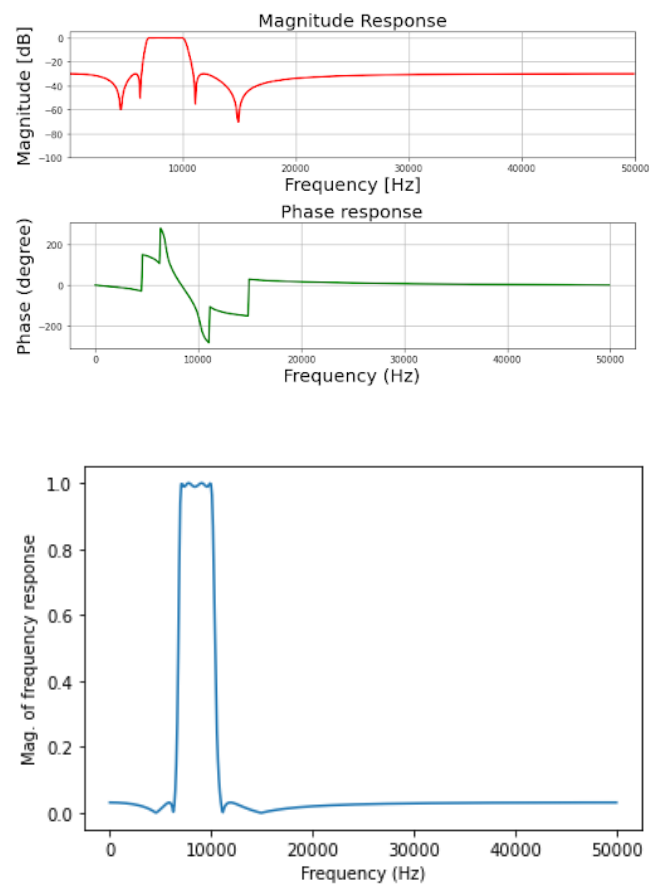 Magnitude Response
Magnitude [dB]
0
−20
−40
−60
−80
−100
10000 20000 30000 40000 50000
Frequency [Hz]
Phase response
Phase (degree)
200
0
−200
0 10000 20000 30000 40000 50000
Frequency (Hz)
Mag. of frequency response
1.0
0.8
0.6
0.4
0.2
0.0
0 10000 20000 30000 40000 50000
Frequency (Hz)